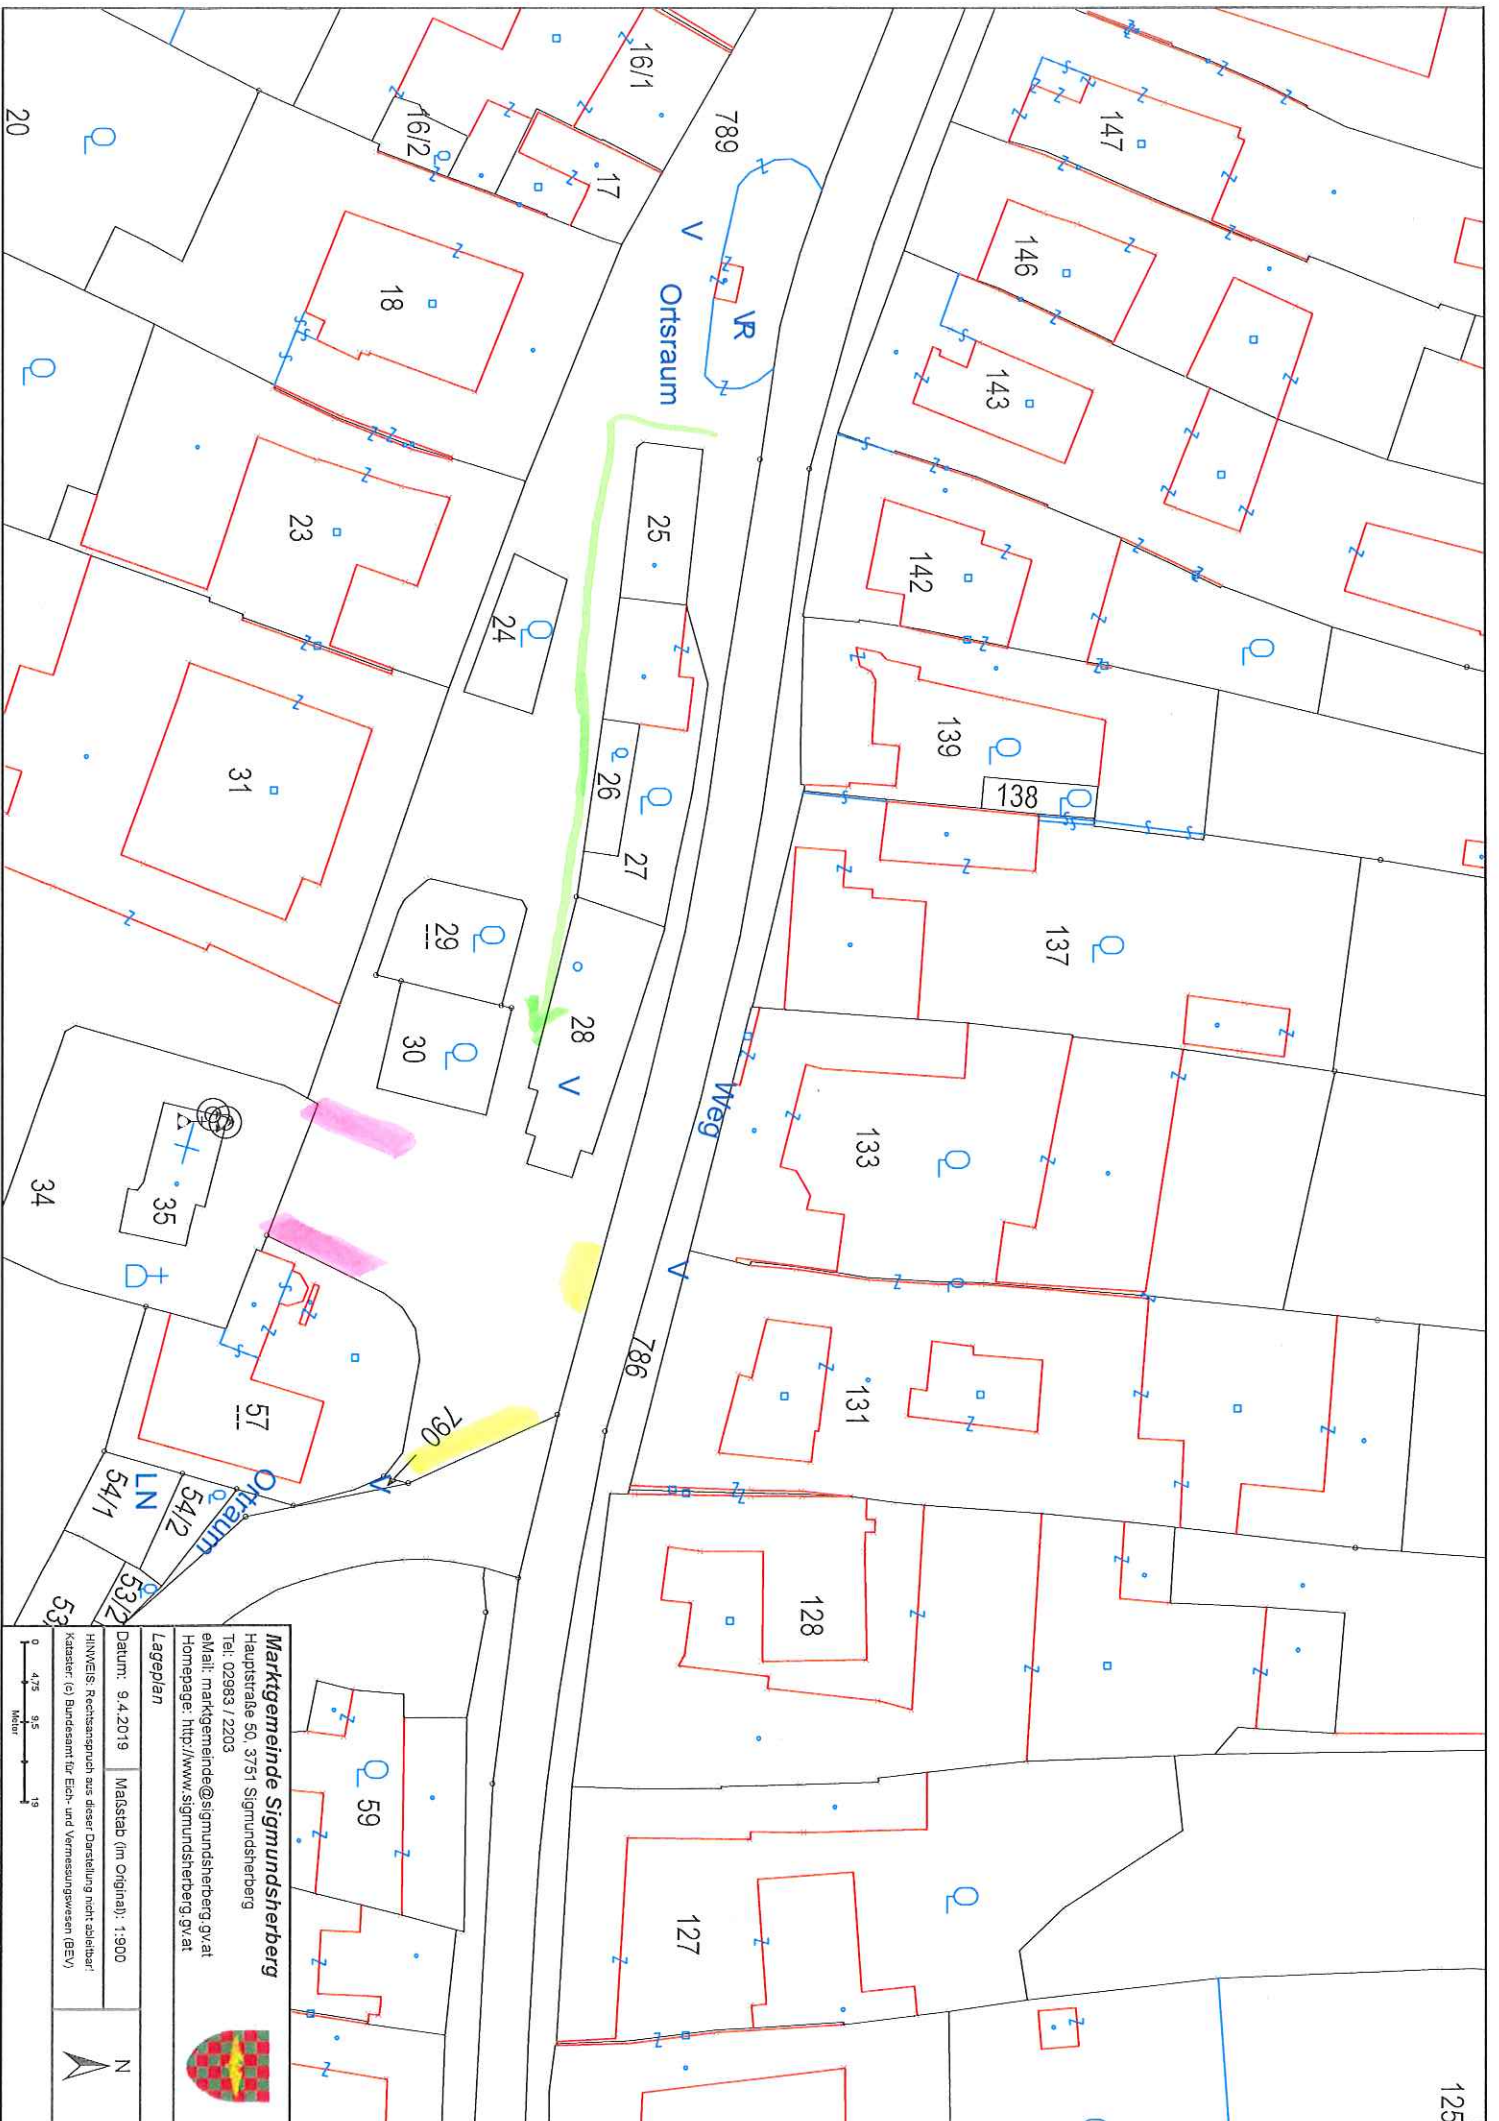 147
146
143
142
139
138
137
133
131
128
127
125
16/1
16/2
17
18
20
789
V
VR
Ortsraum
23
24
25
26
27
28
V
29
30
31
34
35
Weg
V
786
57
790
V
Ortraum
LN
54/1
54/2
53/2
53
59
Marktgemeinde Sigmundsherberg
Hauptstraße 50, 3751 Sigmundsherberg
Tel: 02983 / 2203
eMail: marktgemeinde@sigmundsherberg.gv.at
Homepage: http://www.sigmundsherberg.gv.at
Lageplan
Datum: 9.4.2019
Maßstab (im Original): 1:900
HINWEIS: Rechtsanspruch aus dieser Darstellung nicht ableitbar!
Kataster: (c) Bundesamt für Eich- und Vermessungswesen (BEV)
N
0 4,75 9,5 19
Meter